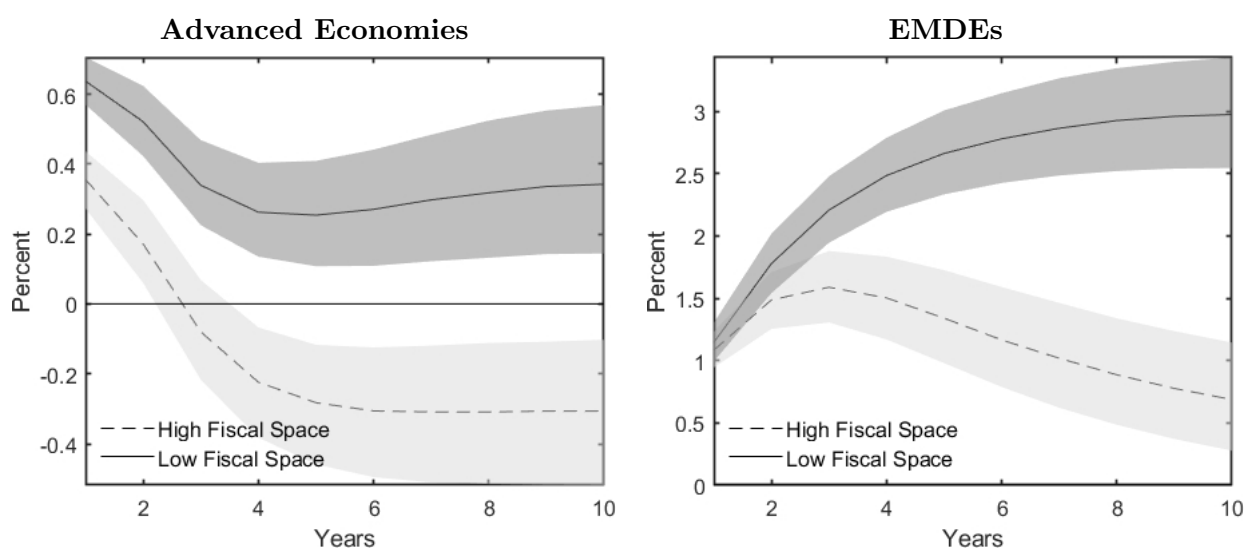 Advanced Economies
0.6
0.4
0.2
0
-0.2
-0.4
Percent
High Fiscal Space
Low Fiscal Space
2
4
6
8
10
Years
EMDEs
3
2.5
2
1.5
1
0.5
0
Percent
High Fiscal Space
Low Fiscal Space
2
4
6
8
10
Years